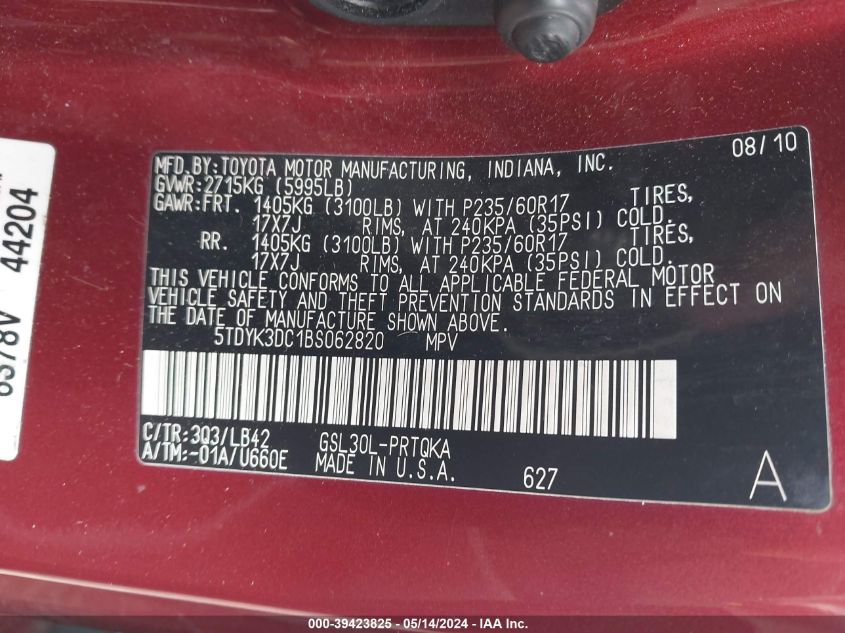 08/10
MFD.BY:TOYOTA MOTOR MANUFACTURING, INDIANA, INC.
GVWR:2715KG (5995LB)
GAWR:FRT. 1405KG (3100LB) WITH P235/60R17 TIRES,
17X7J RIMS, AT 240KPA (35PSI) COLD.
RR. 1405KG (3100LB) WITH P235/60R17 TIRES,
17X7J RIMS, AT 240KPA (35PSI) COLD.
THIS VEHICLE CONFORMS TO ALL APPLICABLE FEDERAL MOTOR
VEHICLE SAFETY AND THEFT PREVENTION STANDARDS IN EFFECT ON
THE DATE OF MANUFACTURE SHOWN ABOVE.
5TDYK3DC1BS062820 MPV
C/TR:3Q3/LB42 GSL30L-PRTQKA
A/TM:-01A/U660E MADE IN U.S.A.
627 A
44204
000-39423825 - 05/14/2024 - IAA Inc.